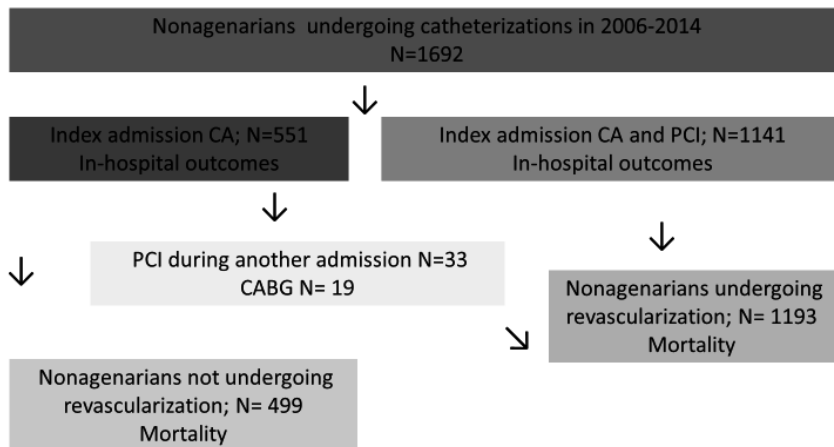 Nonagenarians  undergoing catheterizations in 2006-2014
N=1692
Index admission CA; N=551
In-hospital outcomes
Index admission CA and PCI; N=1141
In-hospital outcomes
PCI during another admission N=33
CABG N= 19
Nonagenarians undergoing
revascularization; N= 1193
Mortality
Nonagenarians not undergoing
revascularization; N= 499
Mortality